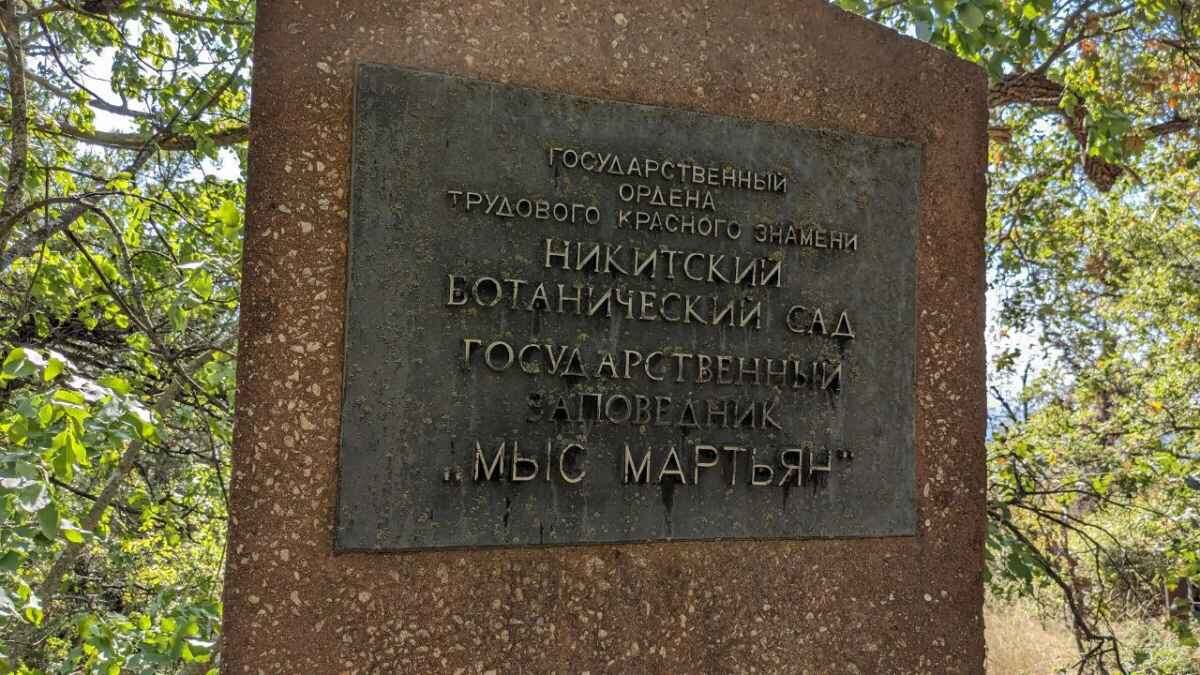 ГОСУДАРСТВЕННЫЙ
ОРДЕНА
ТРУДОВОГО КРАСНОГО ЗНАМЕНИ
НИКИТСКИЙ
БОТАНИЧЕСКИЙ САД
ГОСУДАРСТВЕННЫЙ
ЗАПОВЕДНИК
„МЫС МАРТЬЯН"